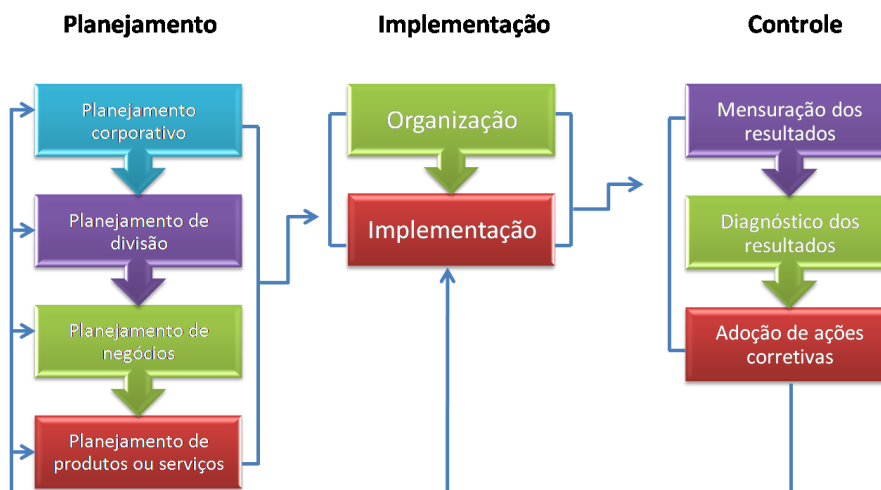 Planejamento
Implementação
Controle
Planejamento
corporativo
Planejamento de
divisão
Planejamento de
negócios
Planejamento de
produtos ou serviços
Organização
Implementação
Mensuração dos
resultados
Diagnóstico dos
resultados
Adoção de ações
corretivas